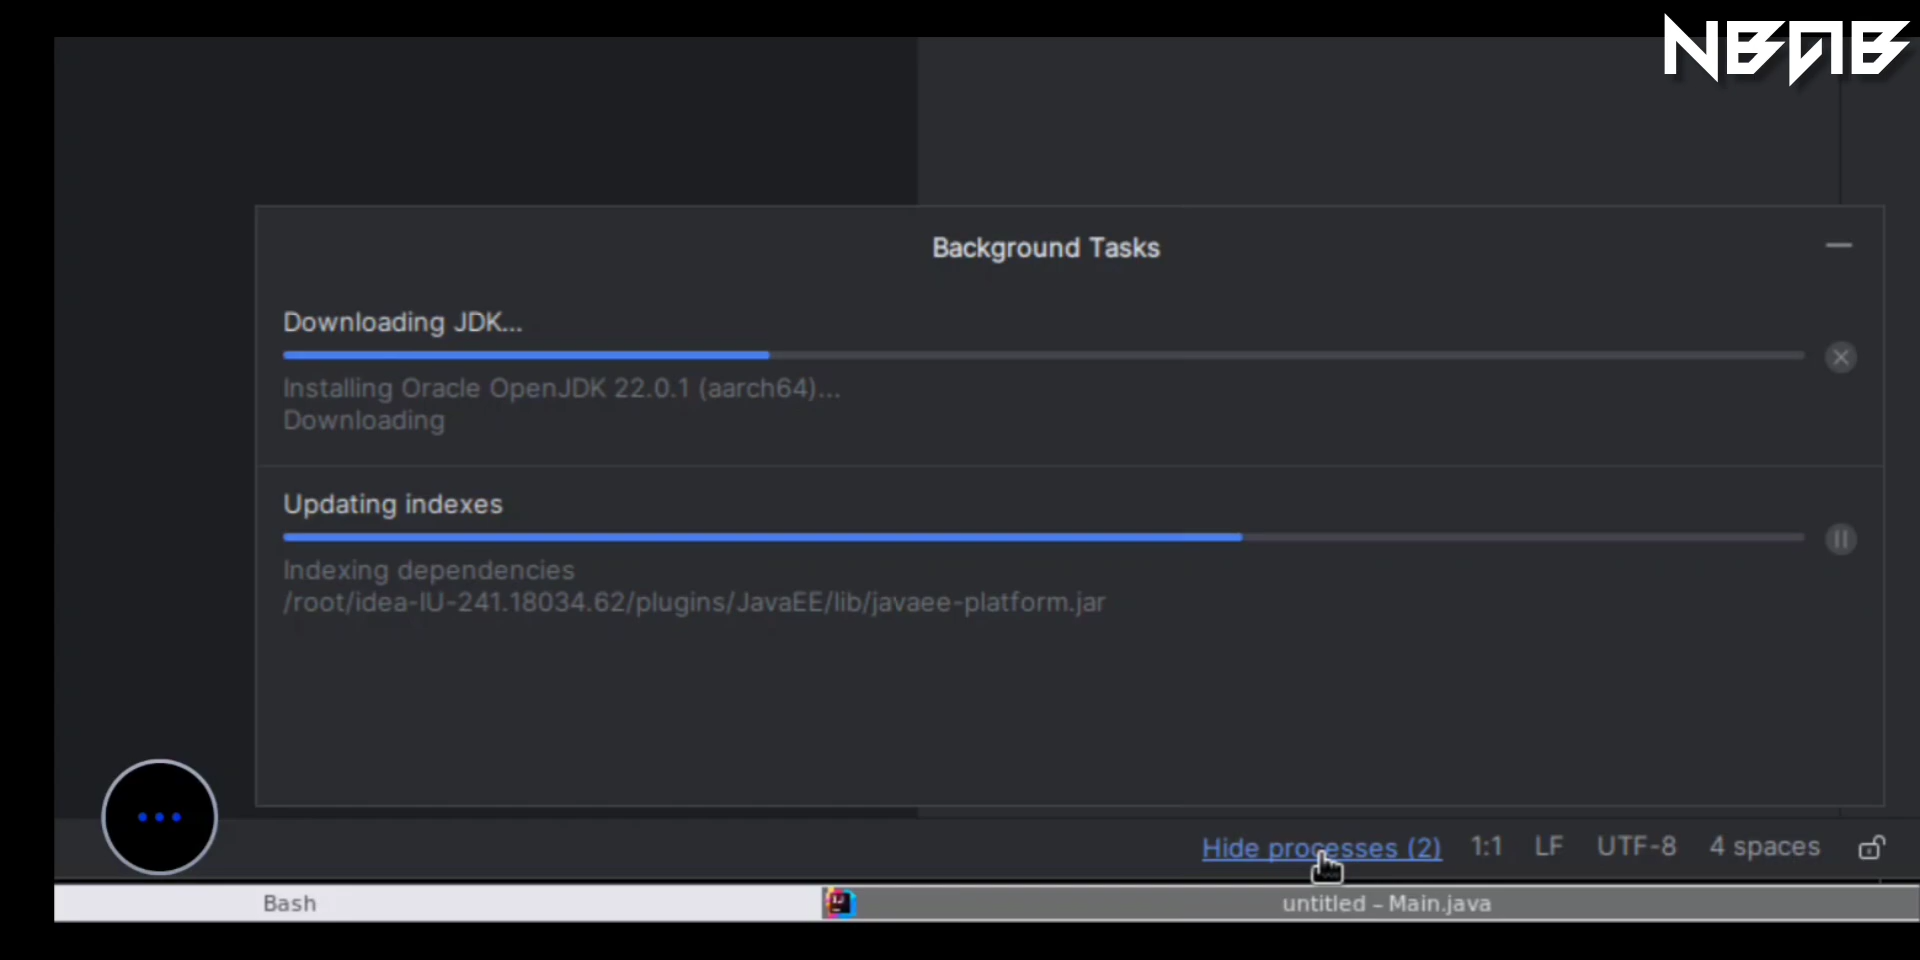 NBAB
Background Tasks
Downloading JDK...
Installing Oracle OpenJDK 22.0.1 (aarch64)...
Downloading
Updating indexes
Indexing dependencies
/root/idea-IU-241.18034.62/plugins/JavaEE/lib/javaee-platform.jar
Hide processes (2) 1:1 LF UTF-8 4 spaces
Bash untitled – Main.java